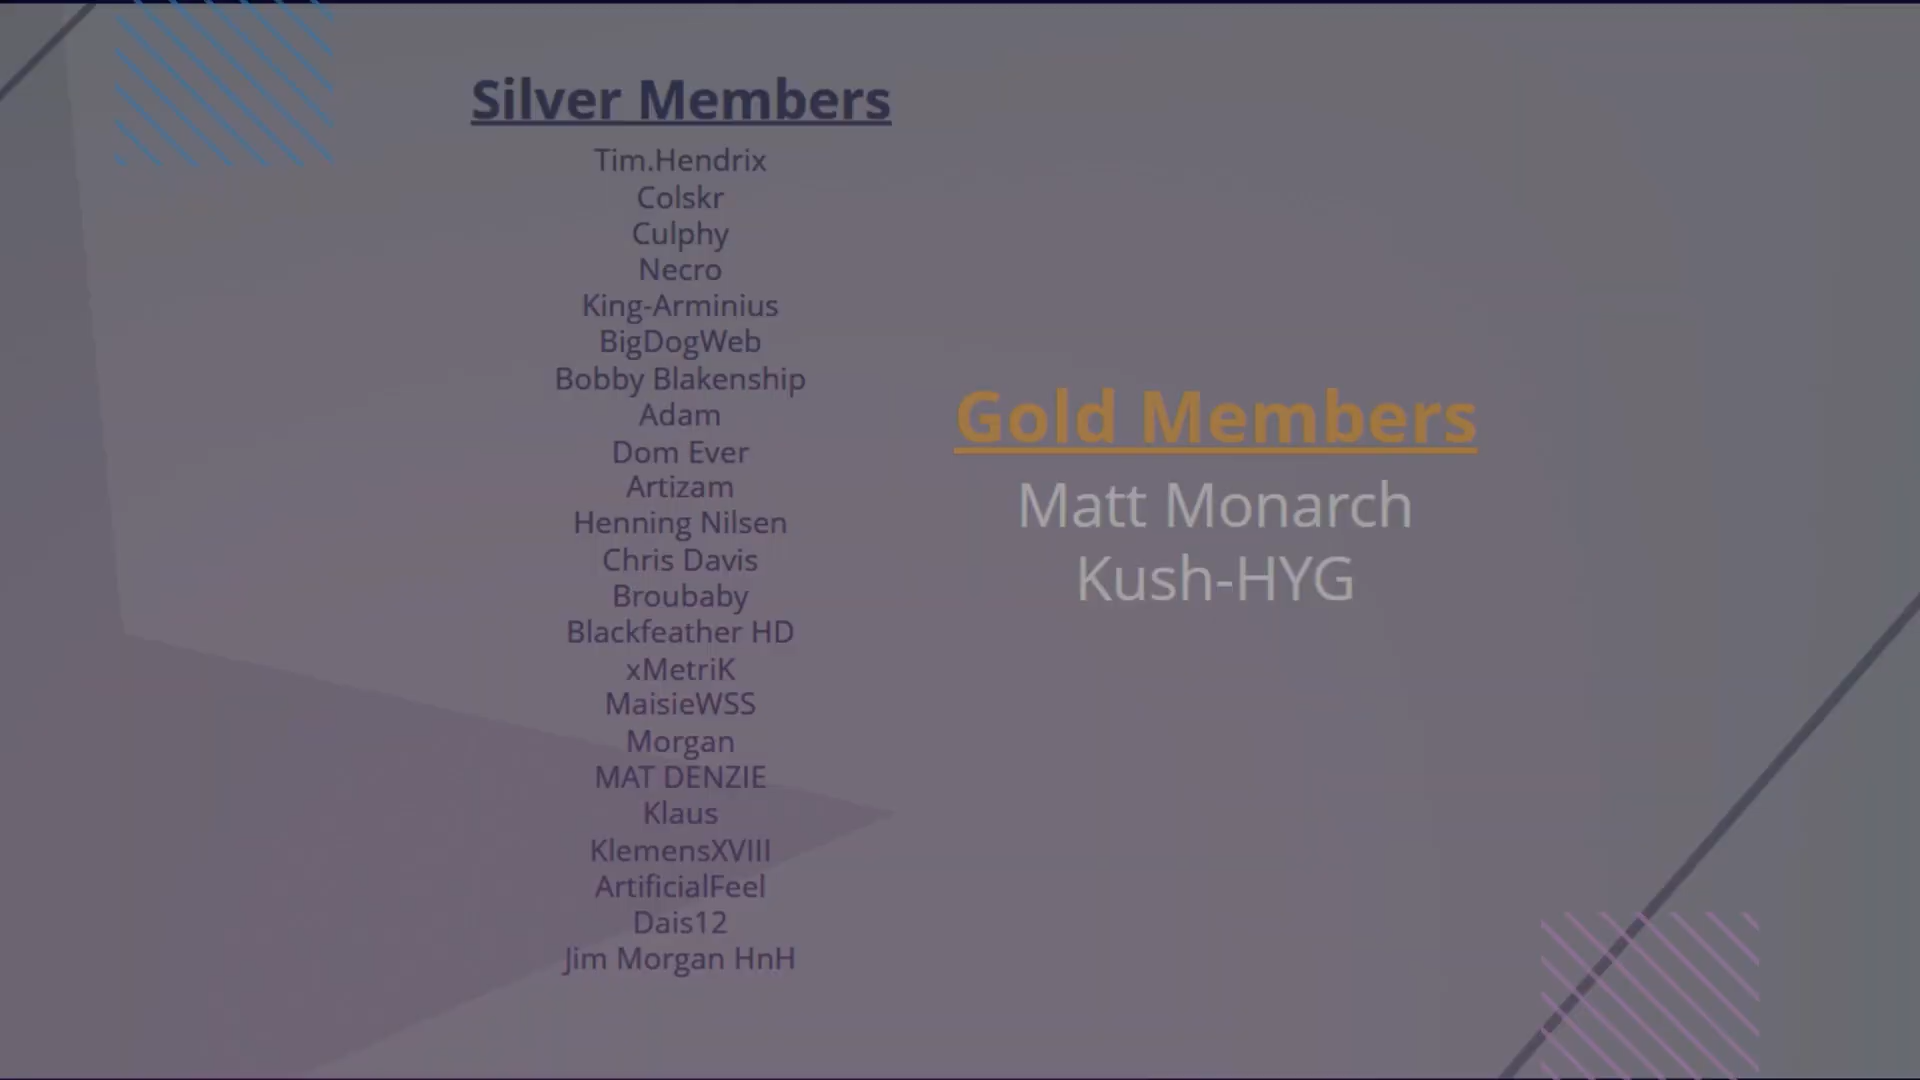 Silver Members
Tim.Hendrix
Colskr
Culphy
Necro
King-Arminius
BigDogWeb
Bobby Blakenship
Adam
Dom Ever
Artizam
Henning Nilsen
Chris Davis
Broubaby
Blackfeather HD
xMetriK
MaisieWSS
Morgan
MAT DENZIE
Klaus
KlemensXVIII
ArtificialFeel
Dais12
Jim Morgan HnH
Gold Members
Matt Monarch
Kush-HYG